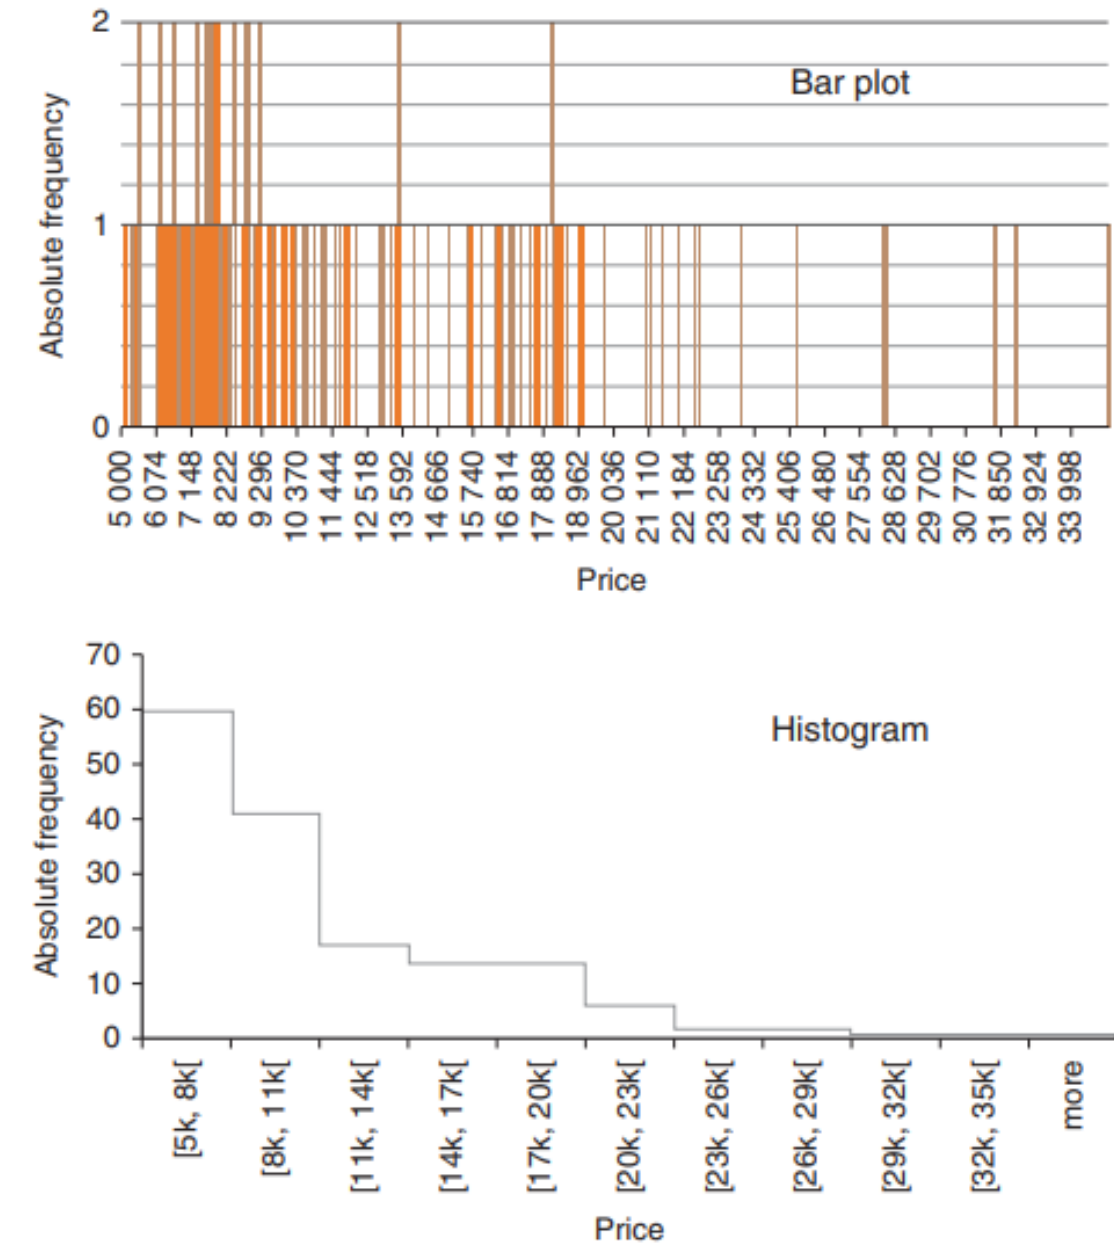 2
Bar plot
Absolute frequency
1
0
5 000
6 074
7 148
8 222
9 296
10 370
11 444
12 518
13 592
14 666
15 740
16 814
17 888
18 962
20 036
21 110
22 184
23 258
24 332
25 406
26 480
27 554
28 628
29 702
30 776
31 850
32 924
33 998
Price
70
60
50
40
30
20
10
0
Histogram
Absolute frequency
[5k, 8k[
[8k, 11k[
[11k, 14k[
[14k, 17k[
[17k, 20k[
[20k, 23k[
[23k, 26k[
[26k, 29k[
[29k, 32k[
[32k, 35k[
more
Price